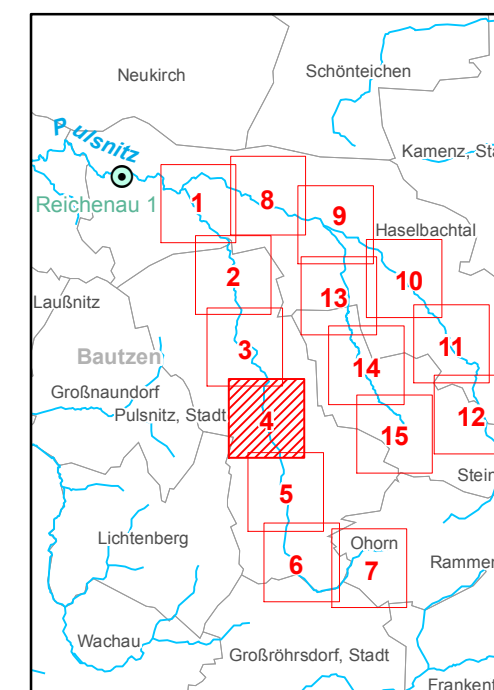 Neukirch
Schönteichen
Pulsnitz
Kamenz, Sta
Reichenau 1
1
8
9
Haselbachtal
2
10
13
Laußnitz
3
11
Bautzen
14
Großnaundorf
Pulsnitz, Stadt
4
12
15
Stein
5
Lichtenberg
Ohorn
6
7
Rammen
Wachau
Großröhrsdorf, Stadt
Frankent